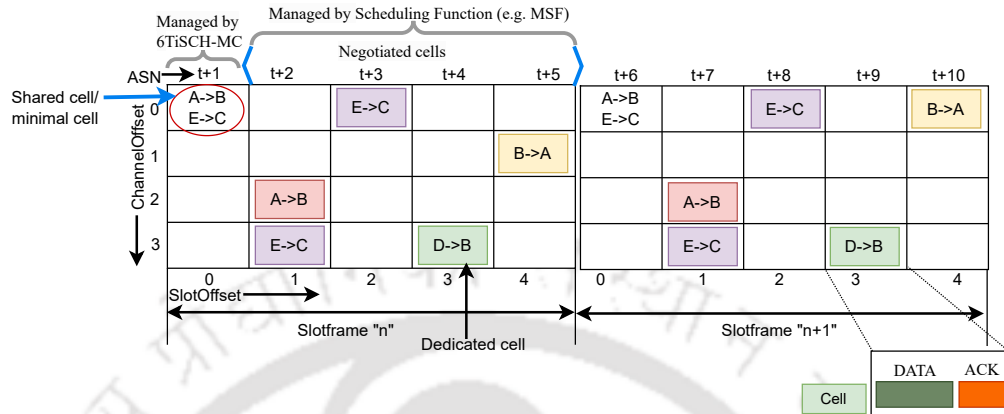 Managed by Scheduling Function (e.g. MSF)
Managed by
6TiSCH-MC
Negotiated cells
ASN t+1 t+2 t+3 t+4 t+5 t+6 t+7 t+8 t+9 t+10
Shared cell/
minimal cell
ChannelOffset
0 A->B E->C A->B E->C B->A
E->C E->C
1 B->A
2 A->B A->B
3 E->C D->B E->C D->B
0 1 2 3 4 0 1 2 3 4
SlotOffset
Slotframe "n" Slotframe "n+1"
Dedicated cell
DATA ACK
Cell